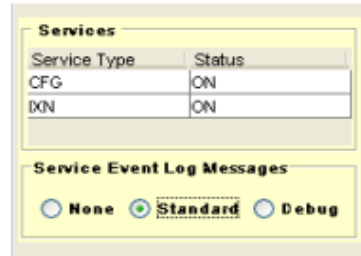 Services
Service Type Status
CFG ON
IXN ON
Service Event Log Messages
None Standard Debug